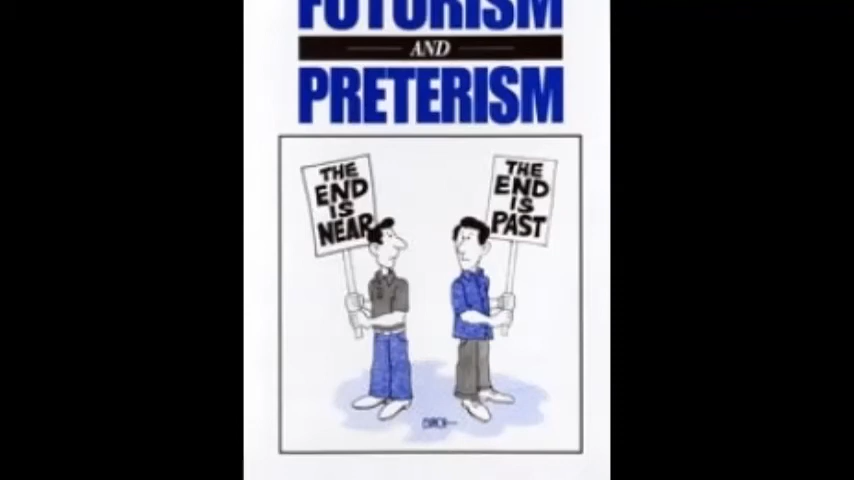 FUTURISM
AND
PRETERISM
THE
END
IS
NEAR
THE
END
IS
PAST